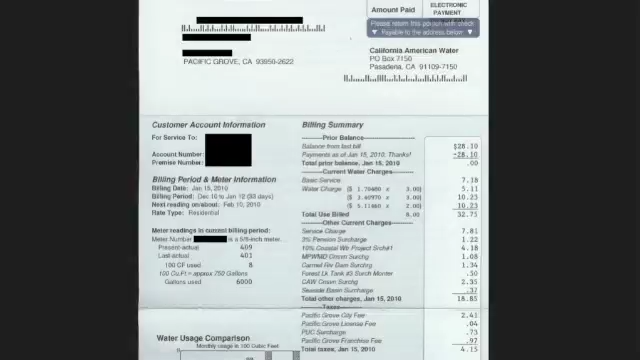 ELECTRONIC
PAYMENT
Amount Paid
Please return this portion with check
▼ Payable to the address below ▼
California American Water
PO Box 7150
Pasadena, CA 91109-7150
PACIFIC GROVE, CA 93950-2622
Customer Account Information
For Service To:
Account Number:
Premise Number:
Billing Period & Meter Information
Billing Date: Jan 15, 2010
Billing Period: Dec 10 to Jan 12 (33 days)
Next reading on/about: Feb 10, 2010
Rate Type: Residential
Meter readings in current billing period:
Meter Number is a 5/8-inch meter.
Present-actual 409
Last-actual 401
100 CF used 8
100 Cu.Ft = approx 750 Gallons
Gallons used 6000
Water Usage Comparison
Monthly usage in 100 Cubic Feet
Billing Summary
Prior Balance
Balance from last bill $28.10
Payments as of Jan 15, 2010. Thanks! -28.10
Total prior balance, Jan 15, 2010 .00
Current Water Charges
Basic Service 7.18
Water Charge ($ 1.70480 x 3.00) 5.11
($ 3.40970 x 3.00) 10.23
($ 5.11460 x 2.00) 10.23
Total Use Billed 8.00 32.75
Other Current Charges
Service Charge 7.81
3% Pension Surcharge 1.22
10% Coastal Wtr Project Srch#1 4.18
MPWMD Cnsrv Surchg 1.08
Carmel Rvr Dam Surchrg 1.34
Forest Lk Tank #3 Surch Monter .50
CAW Cnsrv Surchg 2.35
Seaside Basin Surcharge .37
Total other charges, Jan 15, 2010 18.85
Taxes
Pacific Grove City Fee 2.41
Pacific Grove License Fee .04
PUC Surcharge .73
Pacific Grove Franchise Fee .97
Total taxes, Jan 15, 2010 4.15